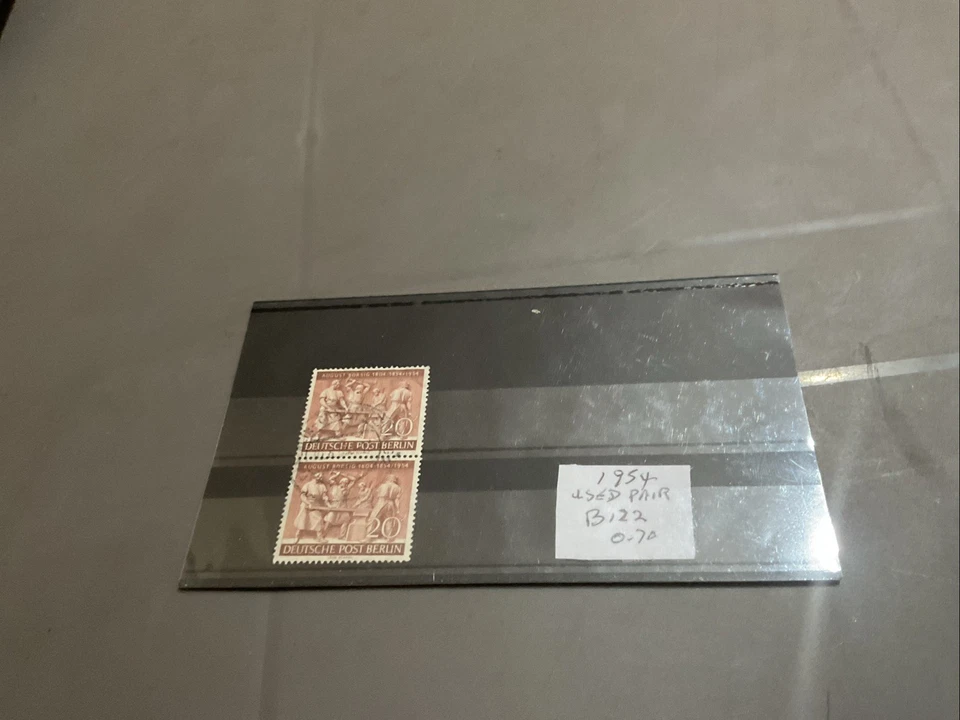 AUGUST BORSIG 1804·1854·1954
20
DEUTSCHE POST BERLIN
AUGUST BORSIG 1804·1854·1954
20
DEUTSCHE POST BERLIN
1954
USED PAIR
B122
0-70